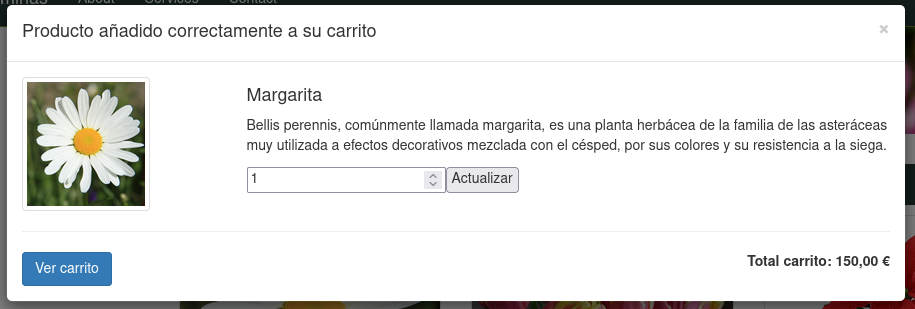 About Services Contact
Producto añadido correctamente a su carrito
×
Margarita
Bellis perennis, comúnmente llamada margarita, es una planta herbácea de la familia de las asteráceas
muy utilizada a efectos decorativos mezclada con el césped, por sus colores y su resistencia a la siega.
1 Actualizar
Ver carrito
Total carrito: 150,00 €